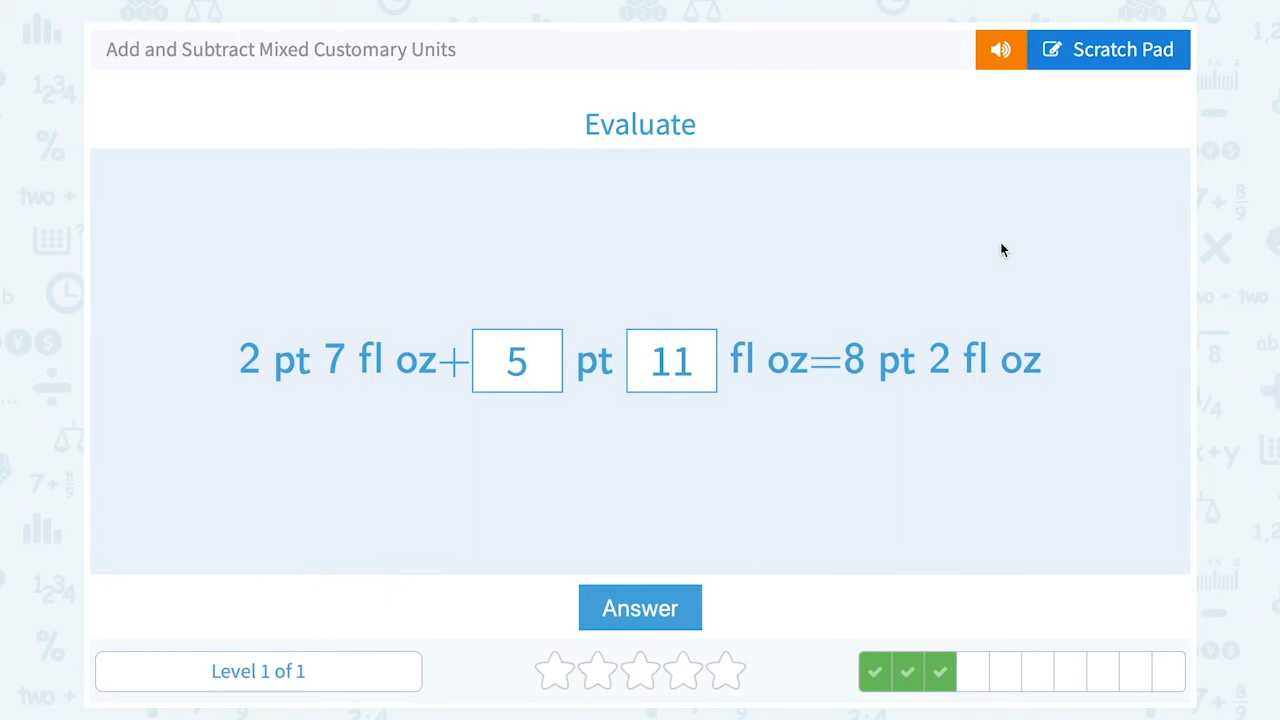 Add and Subtract Mixed Customary Units
Scratch Pad
Evaluate
2 pt 7 fl oz+ 5 pt 11 fl oz=8 pt 2 fl oz
Answer
Level 1 of 1